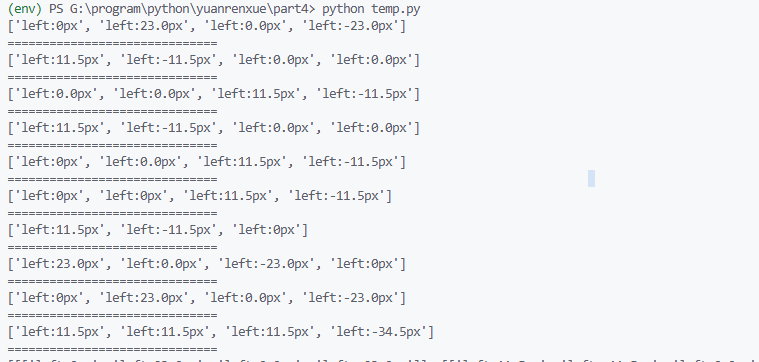 (env) PS G:\program\python\yuanrenxue\part4> python temp.py
['left:0px', 'left:23.0px', 'left:0.0px', 'left:-23.0px']
==============================
['left:11.5px', 'left:-11.5px', 'left:0.0px', 'left:0.0px']
==============================
['left:0.0px', 'left:0.0px', 'left:11.5px', 'left:-11.5px']
==============================
['left:11.5px', 'left:-11.5px', 'left:0.0px', 'left:0.0px']
==============================
['left:0px', 'left:0.0px', 'left:11.5px', 'left:-11.5px']
==============================
['left:0px', 'left:0px', 'left:11.5px', 'left:-11.5px']
==============================
['left:11.5px', 'left:-11.5px', 'left:0px']
==============================
['left:23.0px', 'left:0.0px', 'left:-23.0px', 'left:0px']
==============================
['left:0px', 'left:23.0px', 'left:0.0px', 'left:-23.0px']
==============================
['left:11.5px', 'left:11.5px', 'left:11.5px', 'left:-34.5px']
==============================